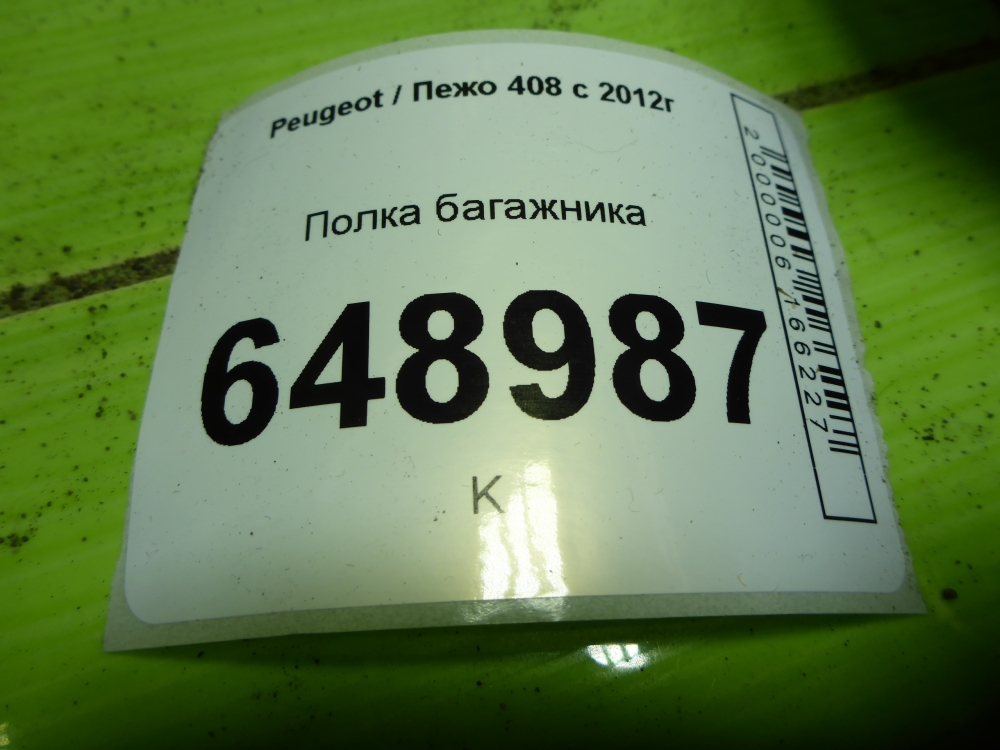 Peugeot / Пежо 408 с 2012г
Полка багажника
648987
К
2000006166227